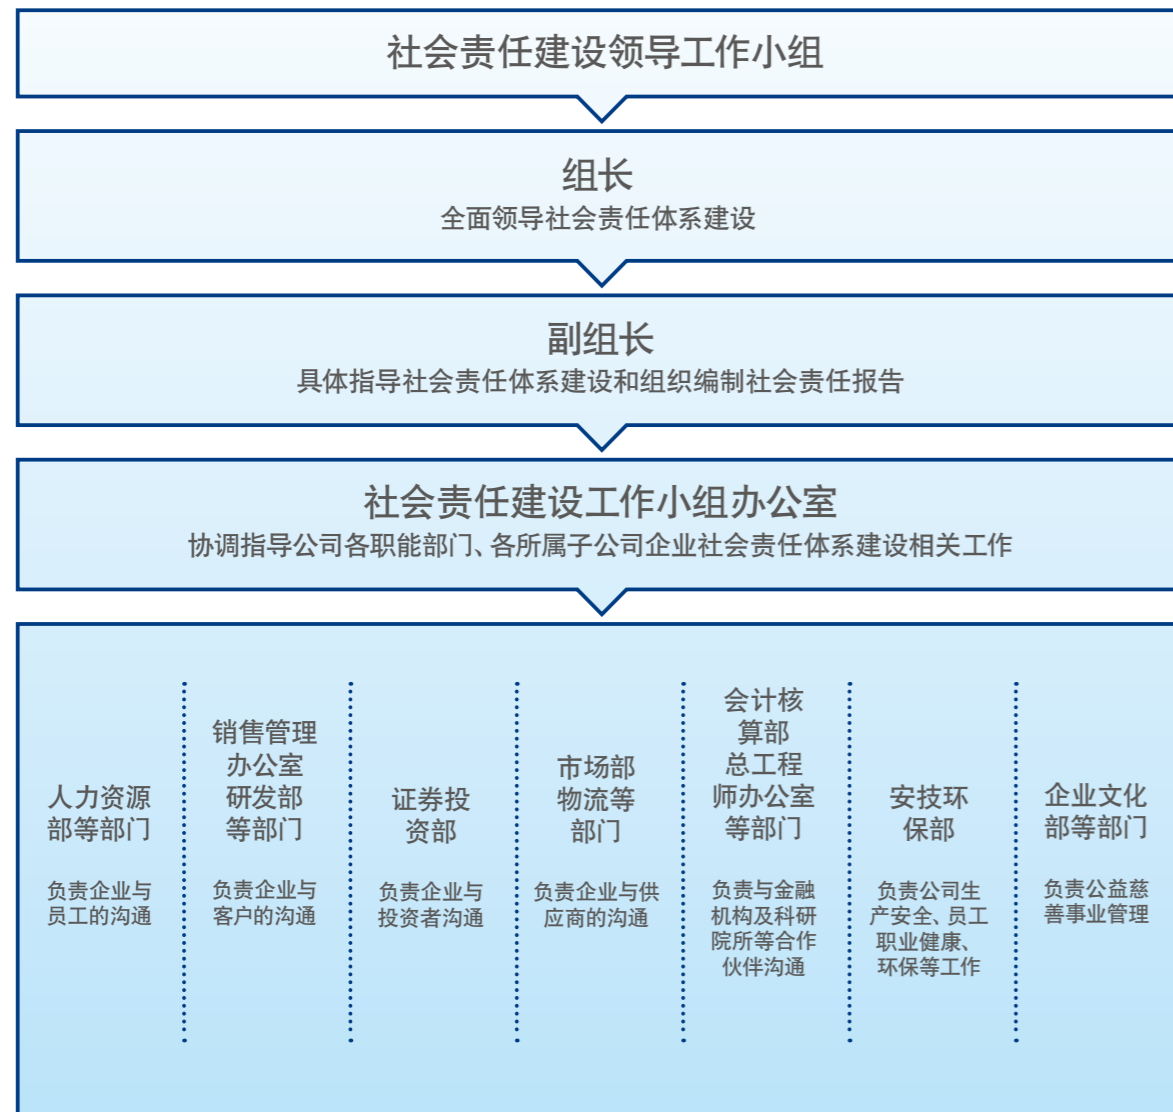 社会责任建设领导工作小组
组长
全面领导社会责任体系建设
副组长
具体指导社会责任体系建设和组织编制社会责任报告
社会责任建设工作小组办公室
协调指导公司各职能部门、各所属子公司企业社会责任体系建设相关工作
人力资源
部等部门
负责企业与
员工的沟通
销售管理
办公室
研发部
等部门
负责企业与
客户的沟通
证券投
资部
负责企业与
投资者沟通
市场部
物流等
部门
负责企业与供
应商的沟通
会计核
算部
总工程
师办公室
等部门
负责与金融
机构及科研
院所等合作
伙伴沟通
安技环
保部
负责公司生
产安全、员工
职业健康、
环保等工作
企业文化
部等部门
负责公益慈
善事业管理